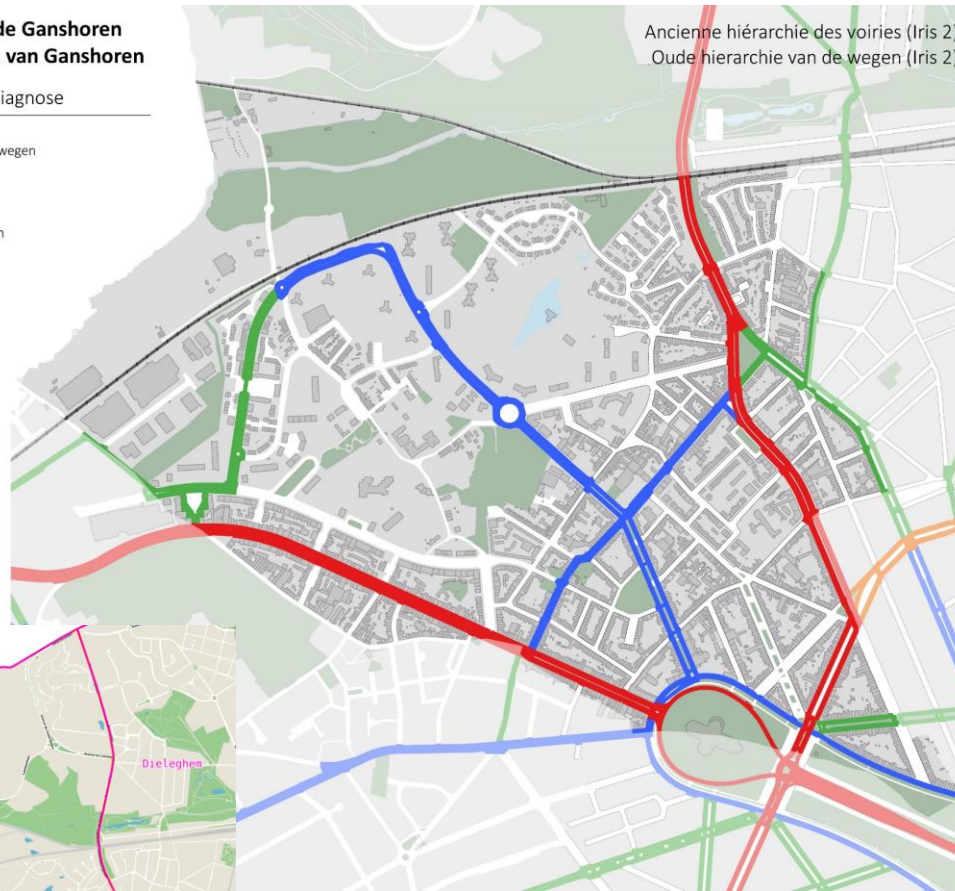 de Ganshoren
van Ganshoren
iagnose
wegen
n
Ancienne hiérarchie des voiries (Iris 2)
Oude hierarchie van de wegen (Iris 2)
Dieleghem